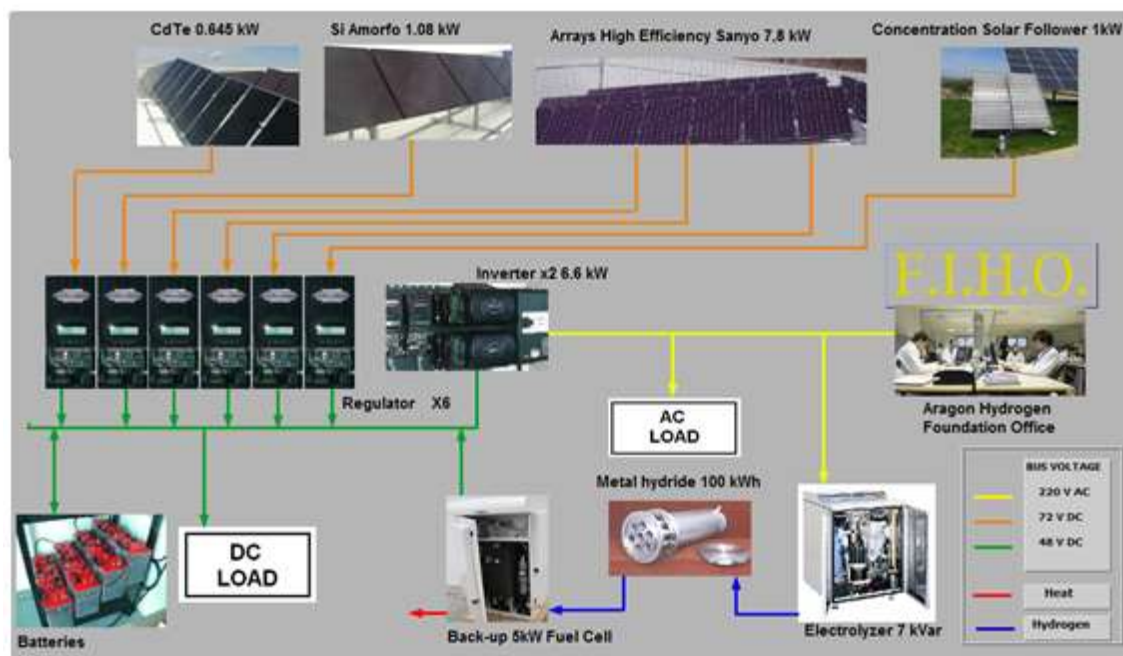 CdTe 0.645 kW
Si Amorfo 1.08 kW
Arrays High Efficiency Sanyo 7,8 kW
Concentration Solar Follower 1kW
Inverter x2 6.6 kW
F.I.H.O.
Regulator X6
AC
LOAD
Aragon Hydrogen
Foundation Office
Metal hydride 100 kWh
BUS VOLTAGE
220 V AC
72 V DC
48 V DC
DC
LOAD
Heat
Hydrogen
Batteries
Back-up 5kW Fuel Cell
Electrolyzer 7 kVar